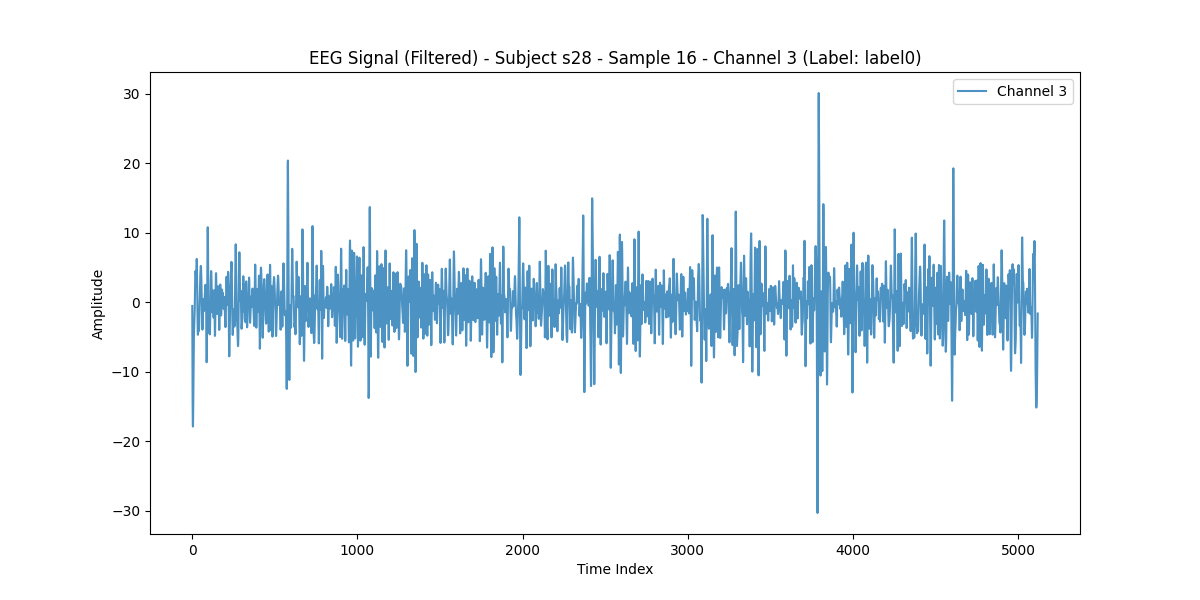 EEG Signal (Filtered) - Subject s28 - Sample 16 - Channel 3 (Label: label0)
Channel 3
30
20
10
0
−10
−20
−30
Amplitude
0 1000 2000 3000 4000 5000
Time Index